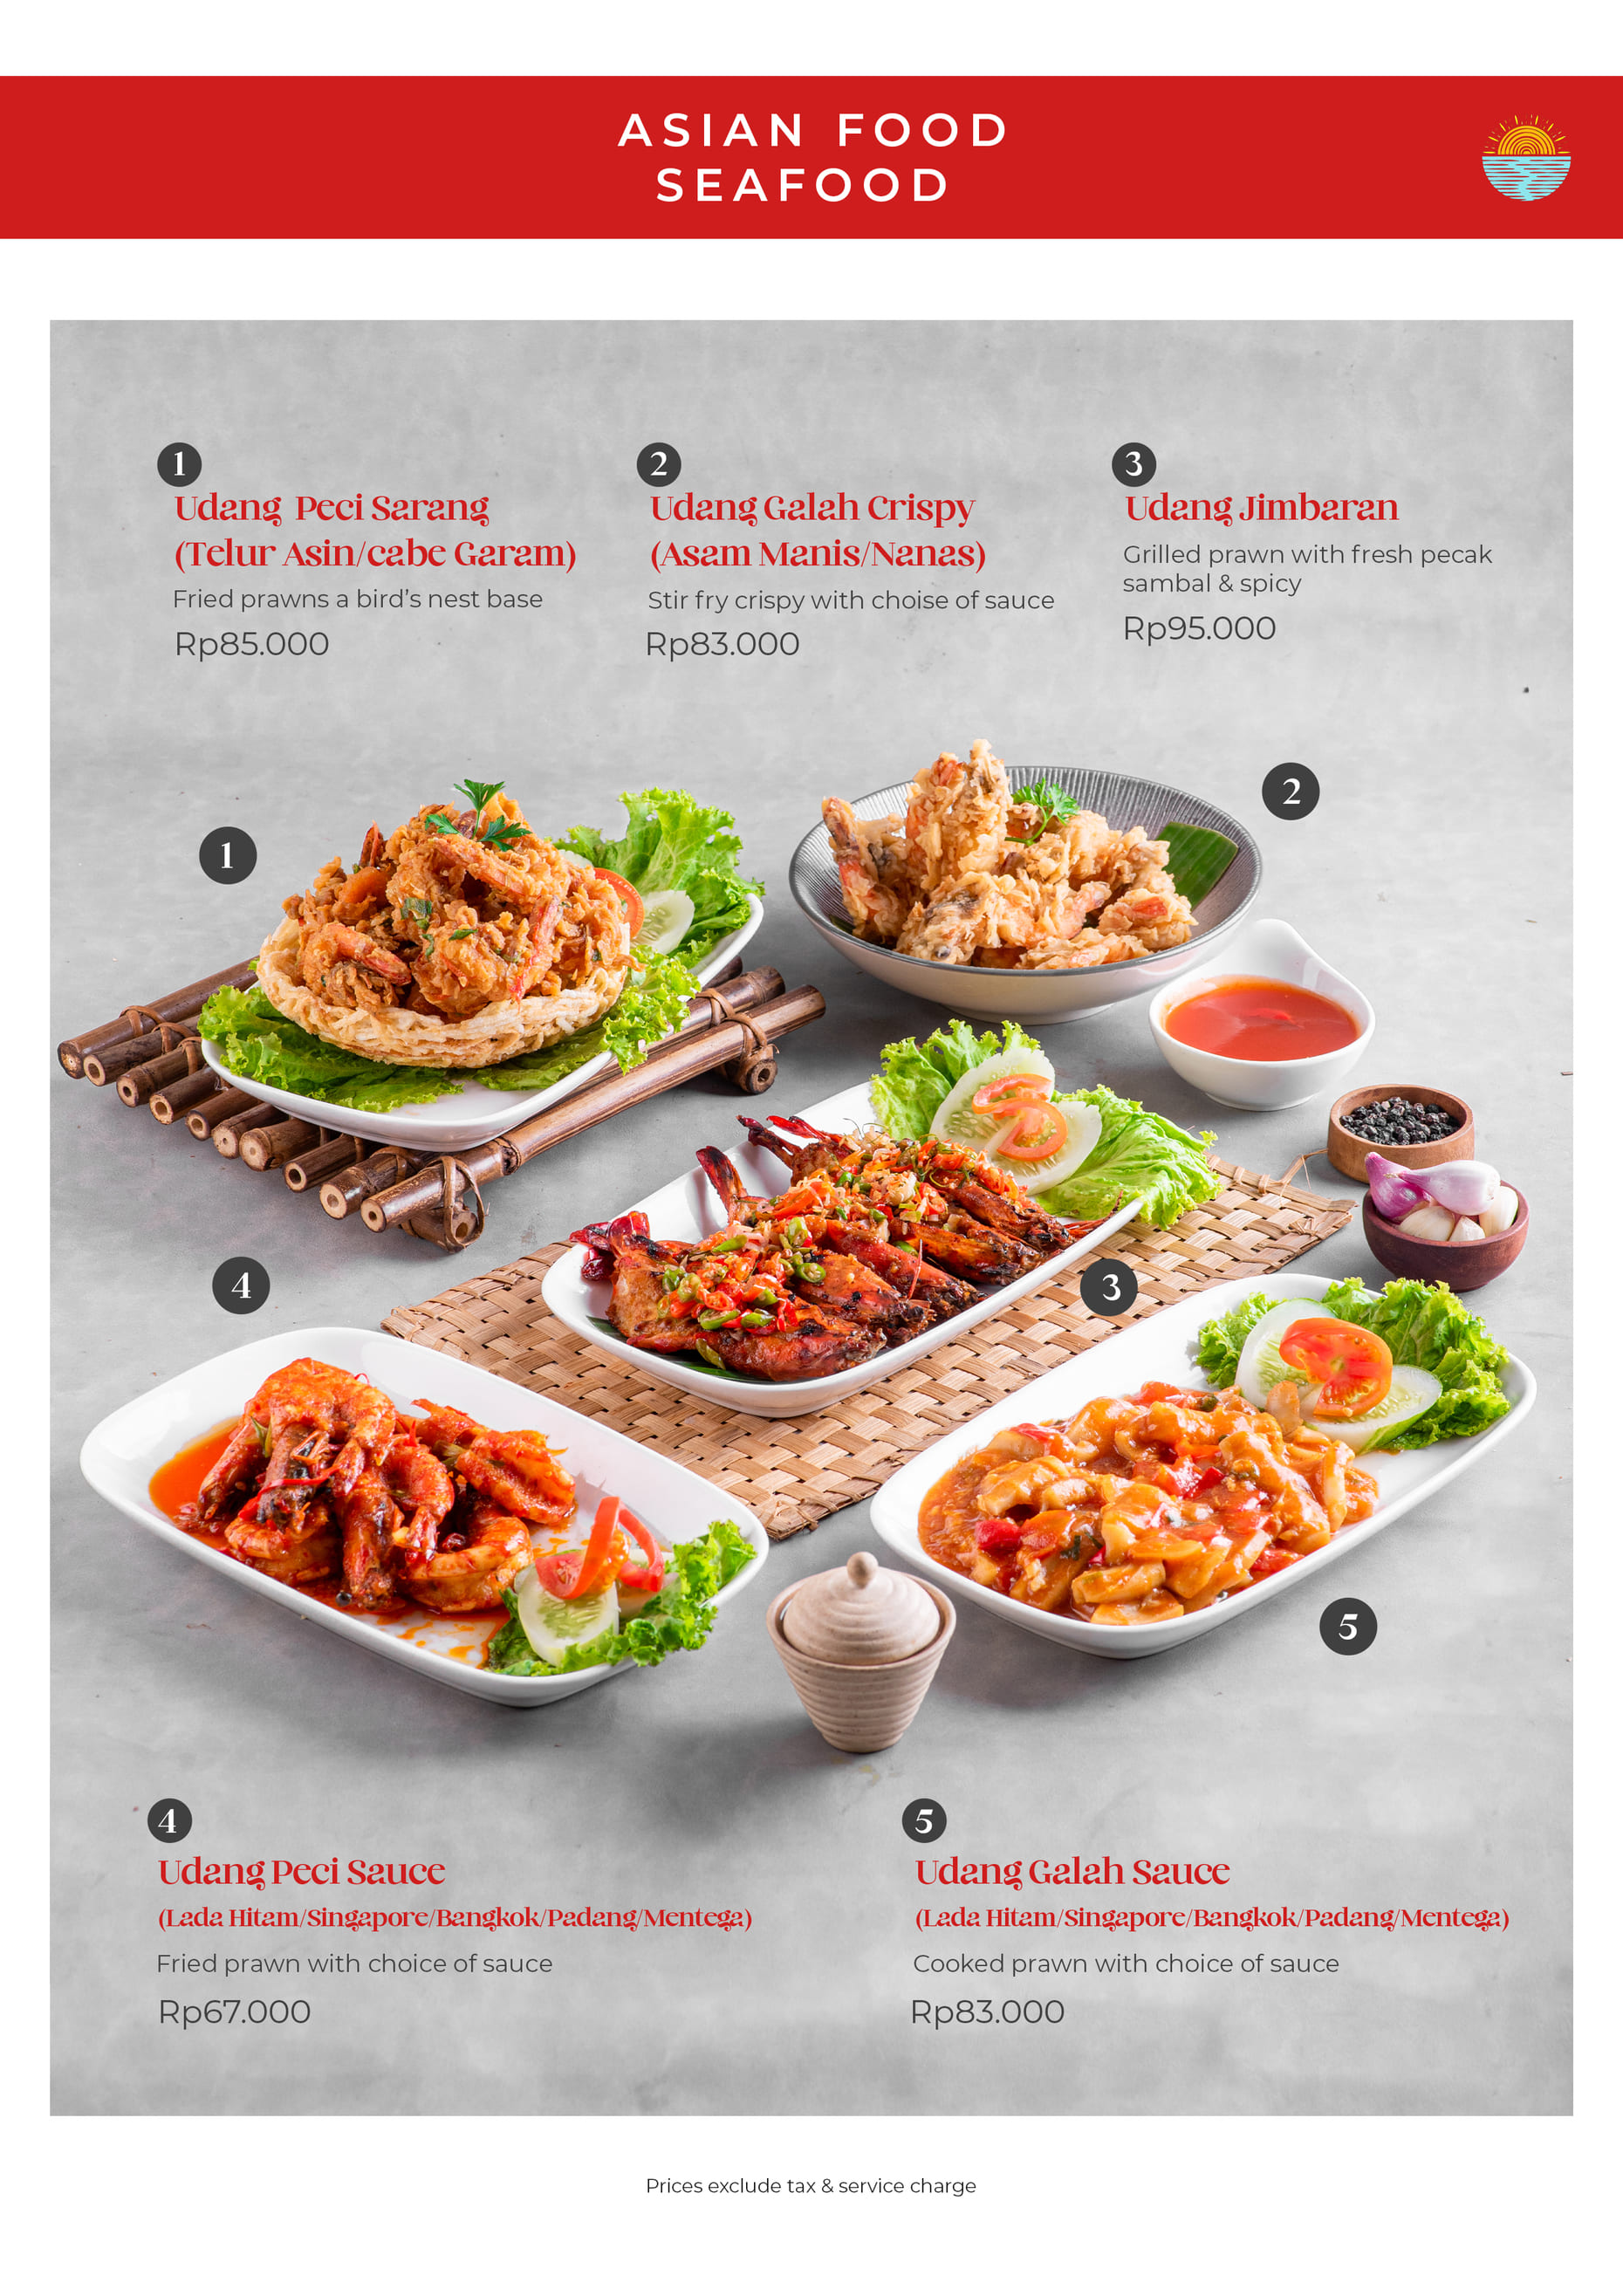 ASIAN FOOD
SEAFOOD
1
Udang Peci Sarang
(Telur Asin/cabe Garam)
Fried prawns a bird's nest base
Rp85.000
2
Udang Galah Crispy
(Asam Manis/Nanas)
Stir fry crispy with choise of sauce
Rp83.000
3
Udang Jimbaran
Grilled prawn with fresh pecak
sambal & spicy
Rp95.000
1
2
3
4
5
4
Udang Peci Sauce
(Lada Hitam/Singapore/Bangkok/Padang/Mentega)
Fried prawn with choice of sauce
Rp67.000
5
Udang Galah Sauce
(Lada Hitam/Singapore/Bangkok/Padang/Mentega)
Cooked prawn with choice of sauce
Rp83.000
Prices exclude tax & service charge